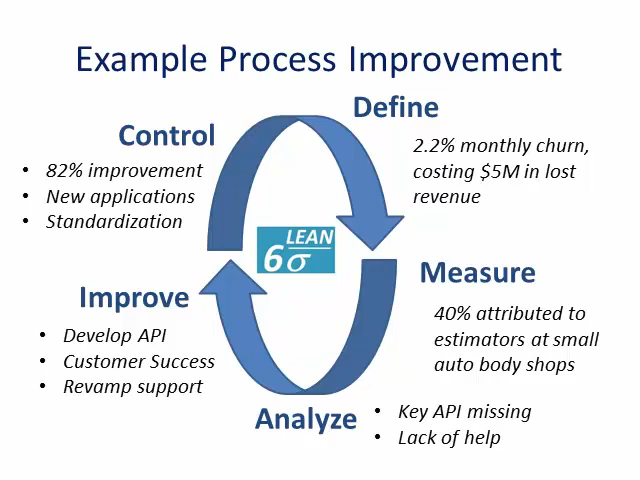 Example Process Improvement
Define
2.2% monthly churn,
costing $5M in lost
revenue
Measure
40% attributed to
estimators at small
auto body shops
Analyze
• Key API missing
• Lack of help
Improve
• Develop API
• Customer Success
• Revamp support
Control
• 82% improvement
• New applications
• Standardization
LEAN
6σ